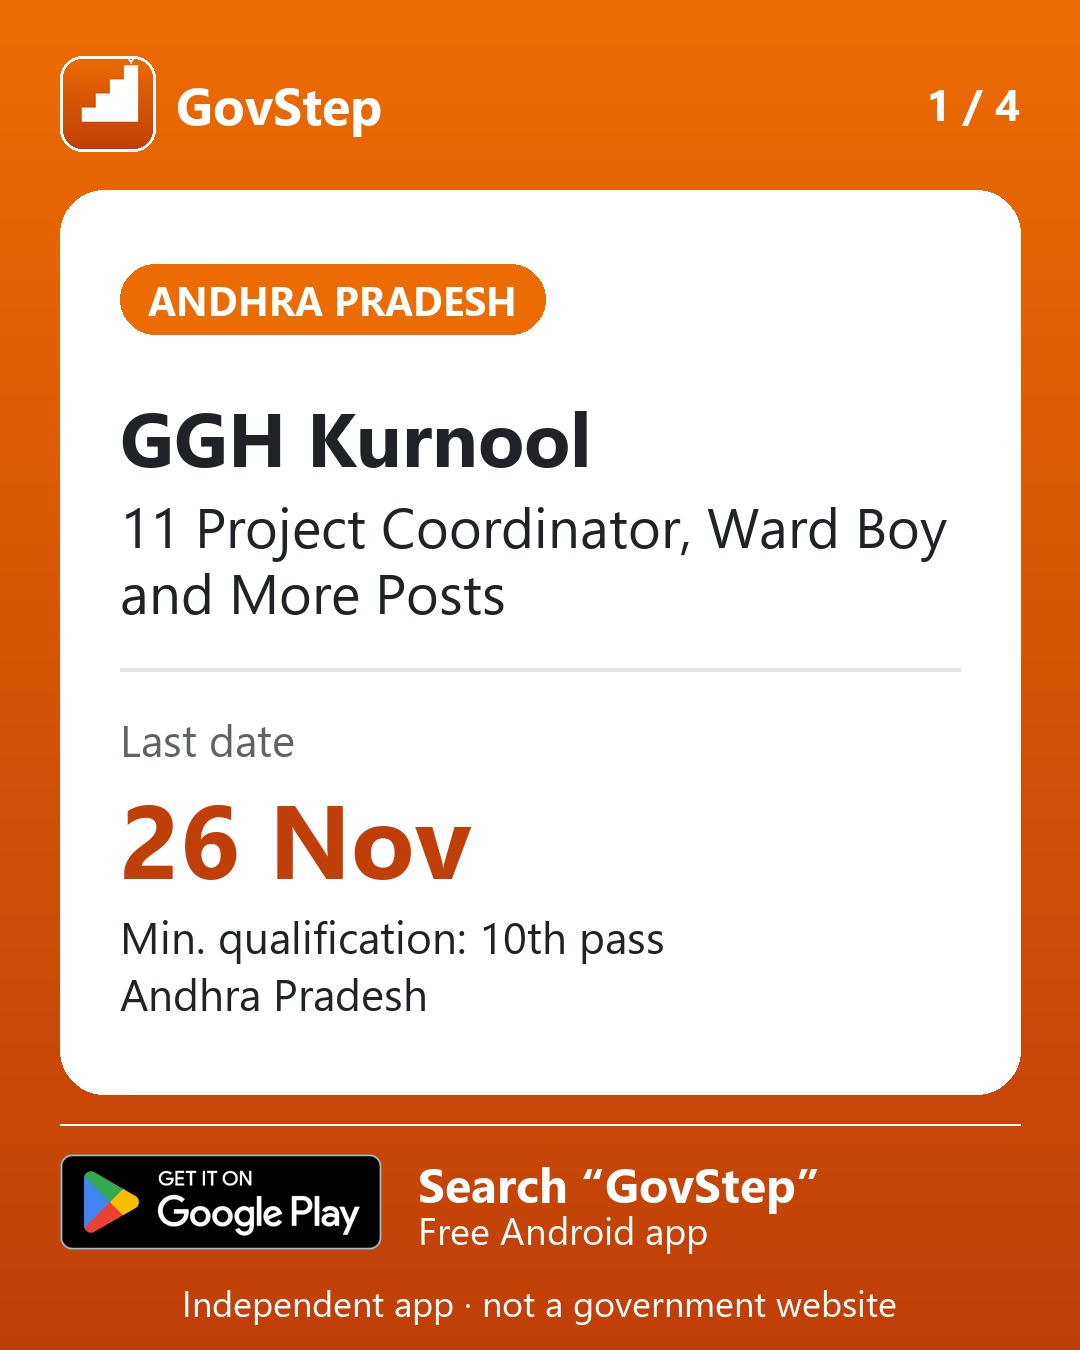 GovStep
1 / 4
ANDHRA PRADESH
GGH Kurnool
11 Project Coordinator, Ward Boy
and More Posts
Last date
26 Nov
Min. qualification: 10th pass
Andhra Pradesh
GET IT ON
Google Play
Search “GovStep”
Free Android app
Independent app · not a government website